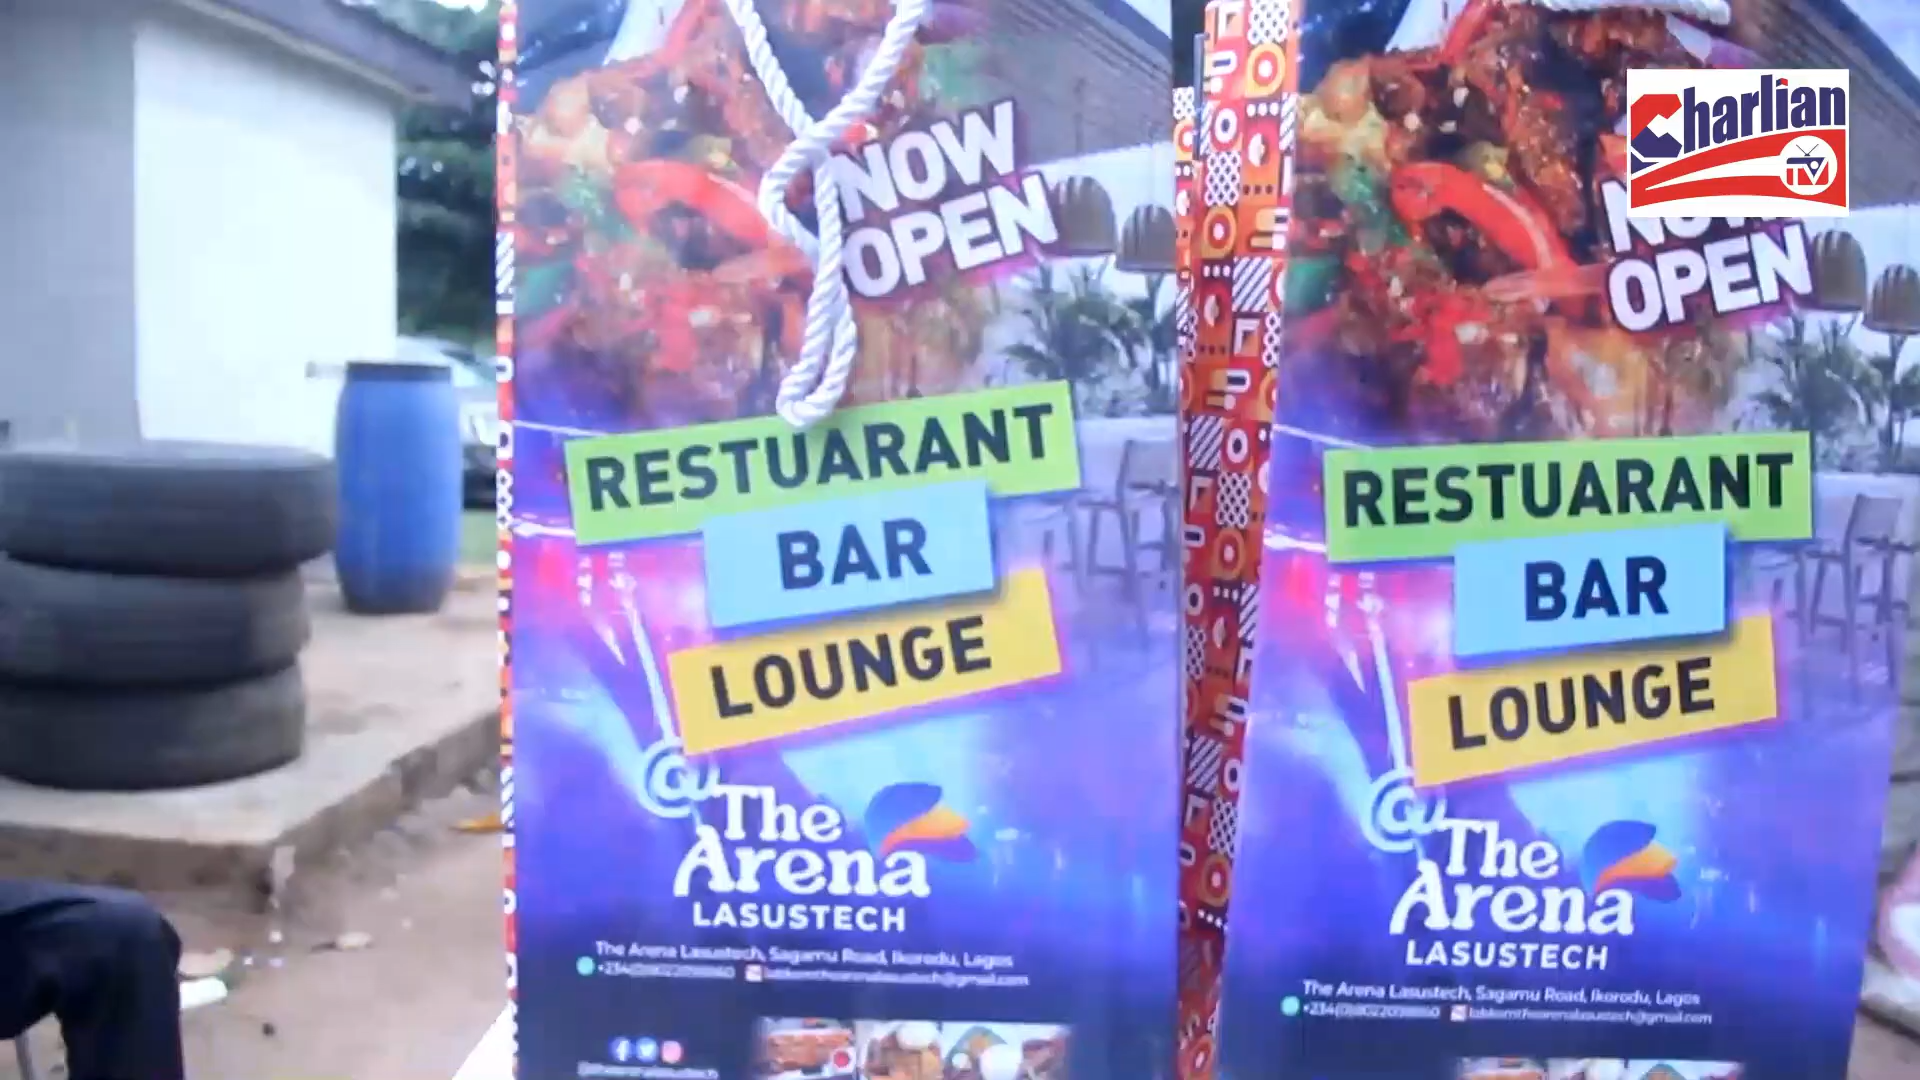 Charlian
TV
NOW
OPEN
RESTUARANT
BAR
LOUNGE
@The
Arena
LASUSTECH
The Arena Lasustech, Sagamu Road, Ikorodu, Lagos
NOW
OPEN
RESTUARANT
BAR
LOUNGE
@The
Arena
LASUSTECH
The Arena Lasustech, Sagamu Road, Ikorodu, Lagos